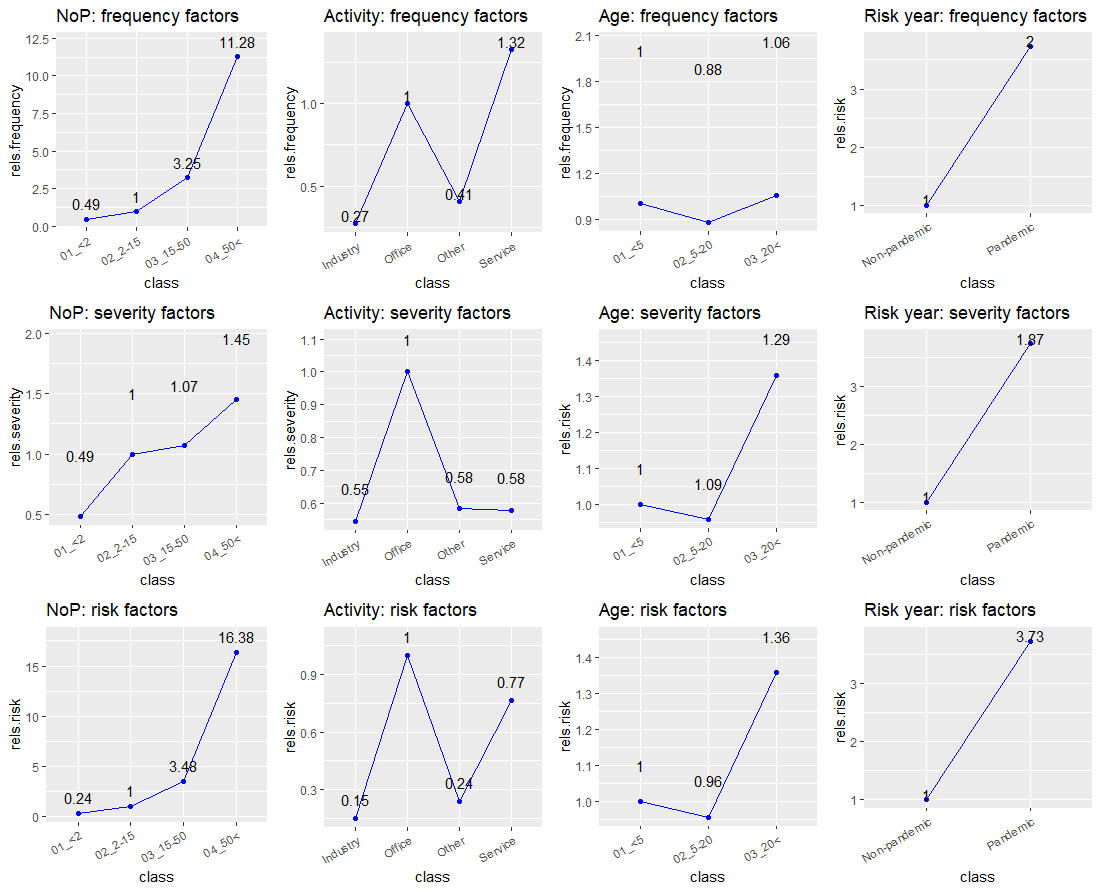 NoP: frequency factors
12.5
10.0
7.5
5.0
2.5
0.0
rels.frequency
0.49
1
3.25
11.28
01_<2
02_2-15
03_15-50
04_50<
class
Activity: frequency factors
1.0
0.5
rels.frequency
0.27
1
0.41
1.32
Industry
Office
Other
Service
class
Age: frequency factors
2.1
1.8
1.5
1.2
0.9
rels.frequency
1
0.88
1.06
01_<5
02_5-20
03_20<
class
Risk year: frequency factors
3
2
1
rels.risk
1
2
Non-pandemic
Pandemic
class
NoP: severity factors
2.0
1.5
1.0
0.5
rels.severity
0.49
1
1.07
1.45
01_<2
02_2-15
03_15-50
04_50<
class
Activity: severity factors
1.1
1.0
0.9
0.8
0.7
0.6
rels.severity
0.55
1
0.58
0.58
Industry
Office
Other
Service
class
Age: severity factors
1.4
1.3
1.2
1.1
1.0
rels.risk
1
1.09
1.29
01_<5
02_5-20
03_20<
class
Risk year: severity factors
3
2
1
rels.risk
1
1.87
Non-pandemic
Pandemic
class
NoP: risk factors
15
10
5
0
rels.risk
0.24
1
3.48
16.38
01_<2
02_2-15
03_15-50
04_50<
class
Activity: risk factors
0.9
0.6
0.3
rels.risk
0.15
1
0.24
0.77
Industry
Office
Other
Service
class
Age: risk factors
1.4
1.3
1.2
1.1
1.0
rels.risk
1
0.96
1.36
01_<5
02_5-20
03_20<
class
Risk year: risk factors
3
2
1
rels.risk
1
3.73
Non-pandemic
Pandemic
class